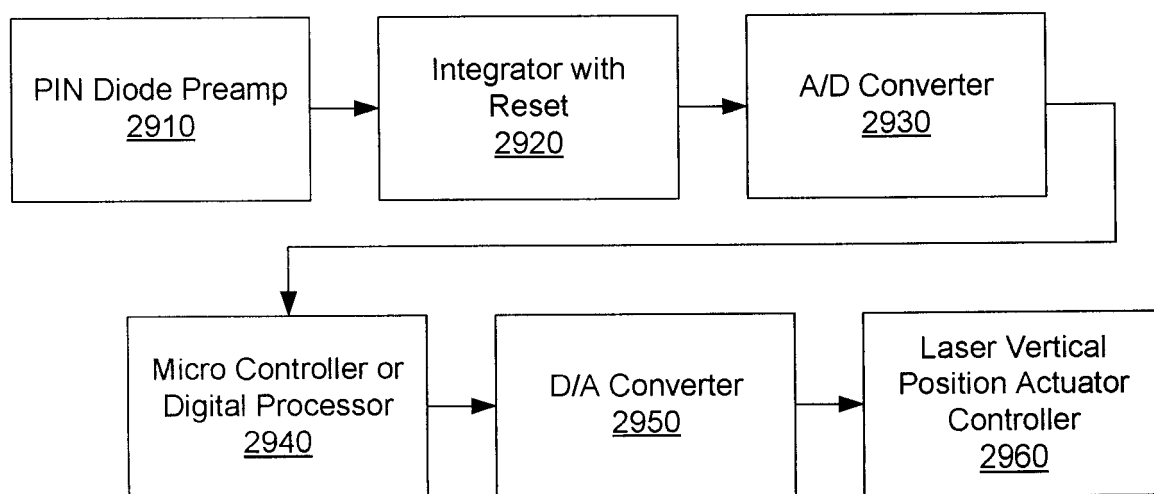 PIN Diode Preamp
2910
Integrator with
Reset
2920
A/D Converter
2930
Micro Controller or
Digital Processor
2940
D/A Converter
2950
Laser Vertical
Position Actuator
Controller
2960